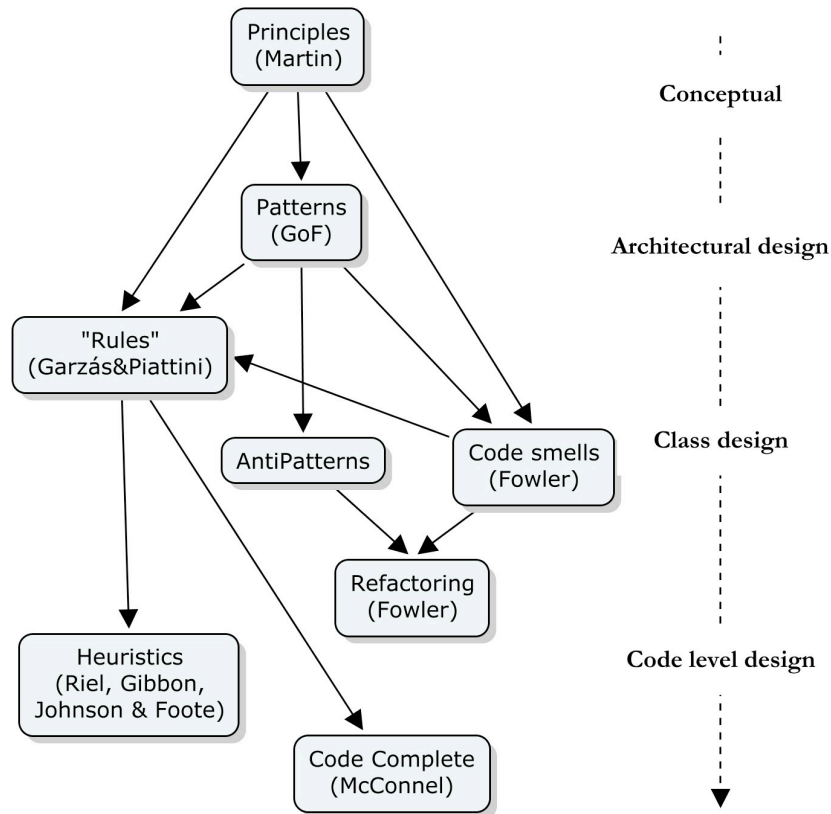 Principles
(Martin)
Conceptual
Patterns
(GoF)
Architectural design
"Rules"
(Garzás&Piattini)
AntiPatterns
Code smells
(Fowler)
Class design
Refactoring
(Fowler)
Heuristics
(Riel, Gibbon,
Johnson & Foote)
Code level design
Code Complete
(McConnel)